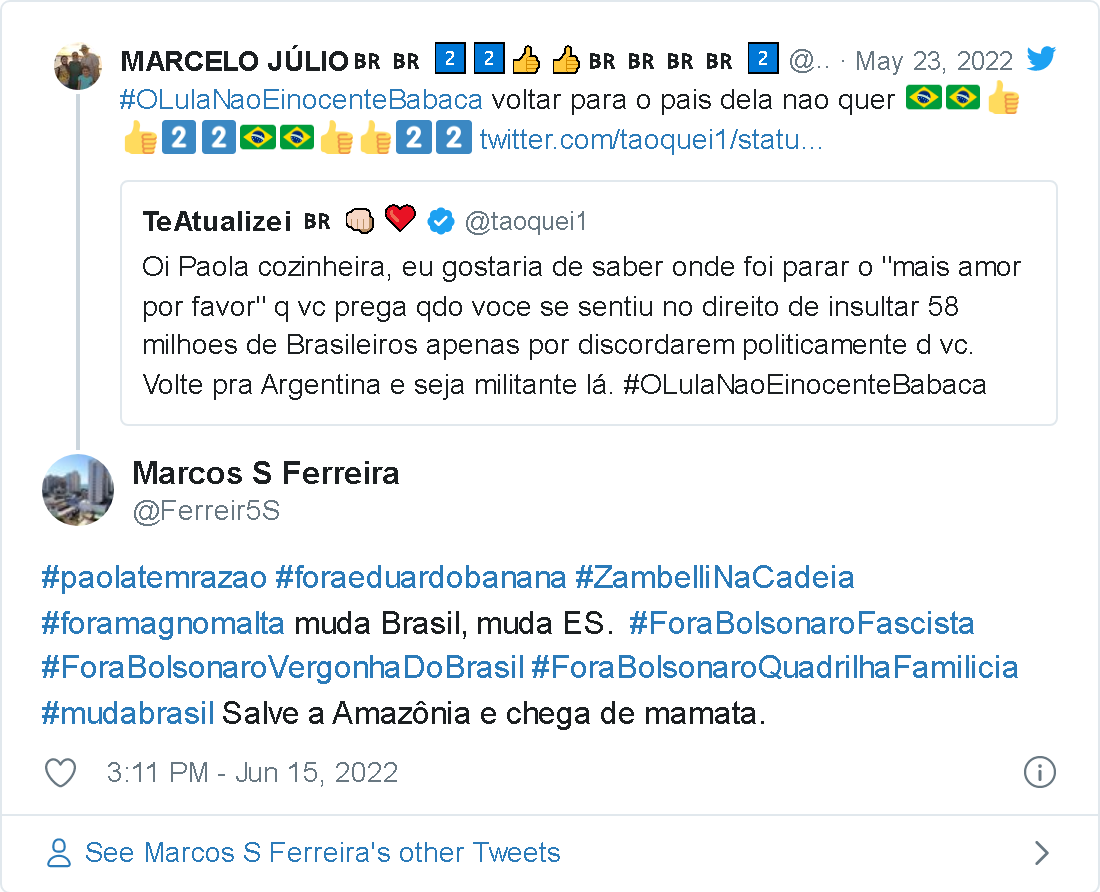 MARCELO JÚLIO BR BR 2 2 👍 👍 BR BR BR BR 2 @.. · May 23, 2022
#OLulaNaoEinocenteBabaca voltar para o pais dela nao quer 🇧🇷🇧🇷👍
👍2️⃣2️⃣🇧🇷🇧🇷👍👍2️⃣2️⃣ twitter.com/taoquei1/statu...
TeAtualizei BR 👊🏻 ❤️ @taoquei1
Oi Paola cozinheira, eu gostaria de saber onde foi parar o "mais amor
por favor" q vc prega qdo voce se sentiu no direito de insultar 58
milhoes de Brasileiros apenas por discordarem politicamente d vc.
Volte pra Argentina e seja militante lá. #OLulaNaoEinocenteBabaca
Marcos S Ferreira
@Ferreir5S
#paolatemrazao #foraeduardobanana #ZambelliNaCadeia
#foramagnomalta muda Brasil, muda ES. #ForaBolsonaroFascista
#ForaBolsonaroVergonhaDoBrasil #ForaBolsonaroQuadrilhaFamilicia
#mudabrasil Salve a Amazônia e chega de mamata.
3:11 PM - Jun 15, 2022
See Marcos S Ferreira's other Tweets